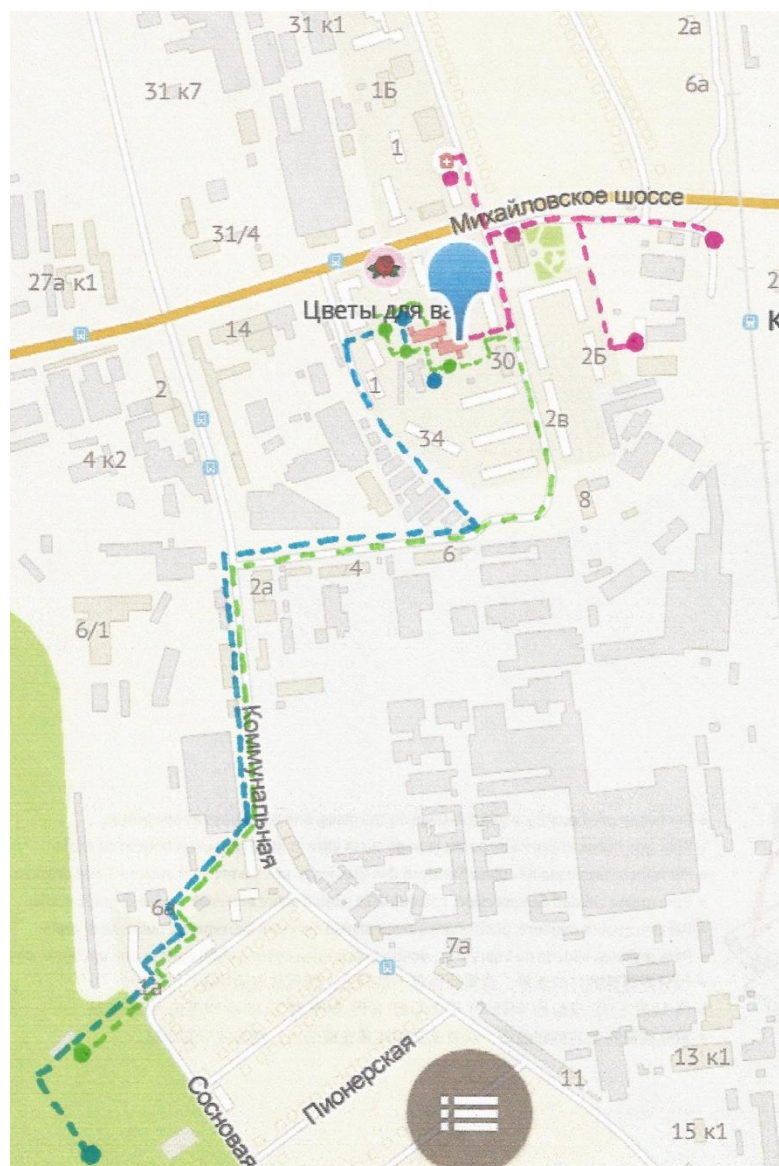 31 к1
2а
31 к7
1Б
6а
1
Михайловское шоссе
31/4
27а к1
Цветы для ва
14
30
2Б
2
1
2в
34
4 к2
8
6
4
2а
6/1
Коммунальная
6а
7а
1а
Пионерская
Сосновая
11
13 к1
15 к1